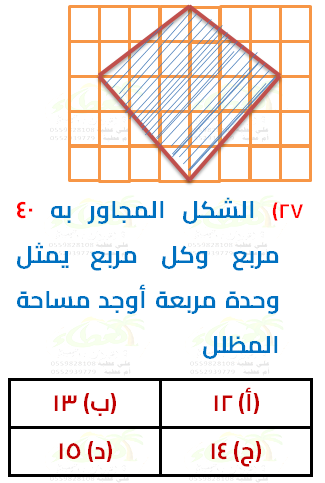 ٢٧) الشكل المجاور به ٤٠
مربع وكل مربع يمثل
وحدة مربعة أوجد مساحة
المظلل
(أ) ١٢ (ب) ١٣
(ج) ١٤ (د) ١٥